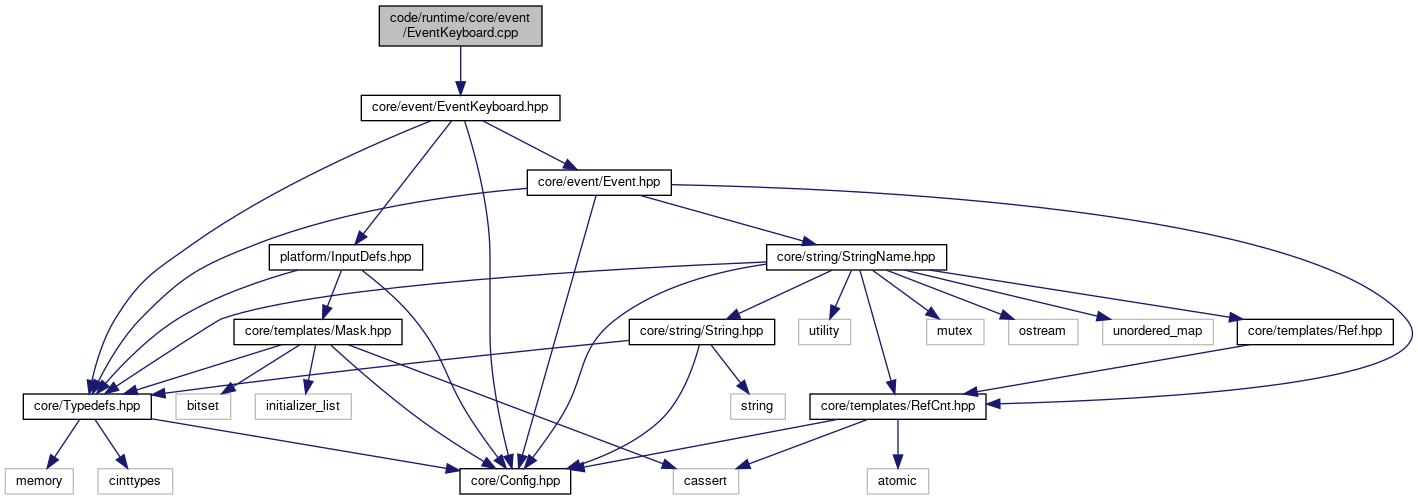 code/runtime/core/event
/EventKeyboard.cpp
core/event/EventKeyboard.hpp
core/event/Event.hpp
platform/InputDefs.hpp
core/string/StringName.hpp
core/templates/Mask.hpp
core/string/String.hpp
utility
mutex
ostream
unordered_map
core/templates/Ref.hpp
core/Typedefs.hpp
bitset
initializer_list
string
core/templates/RefCnt.hpp
memory
cinttypes
core/Config.hpp
cassert
atomic